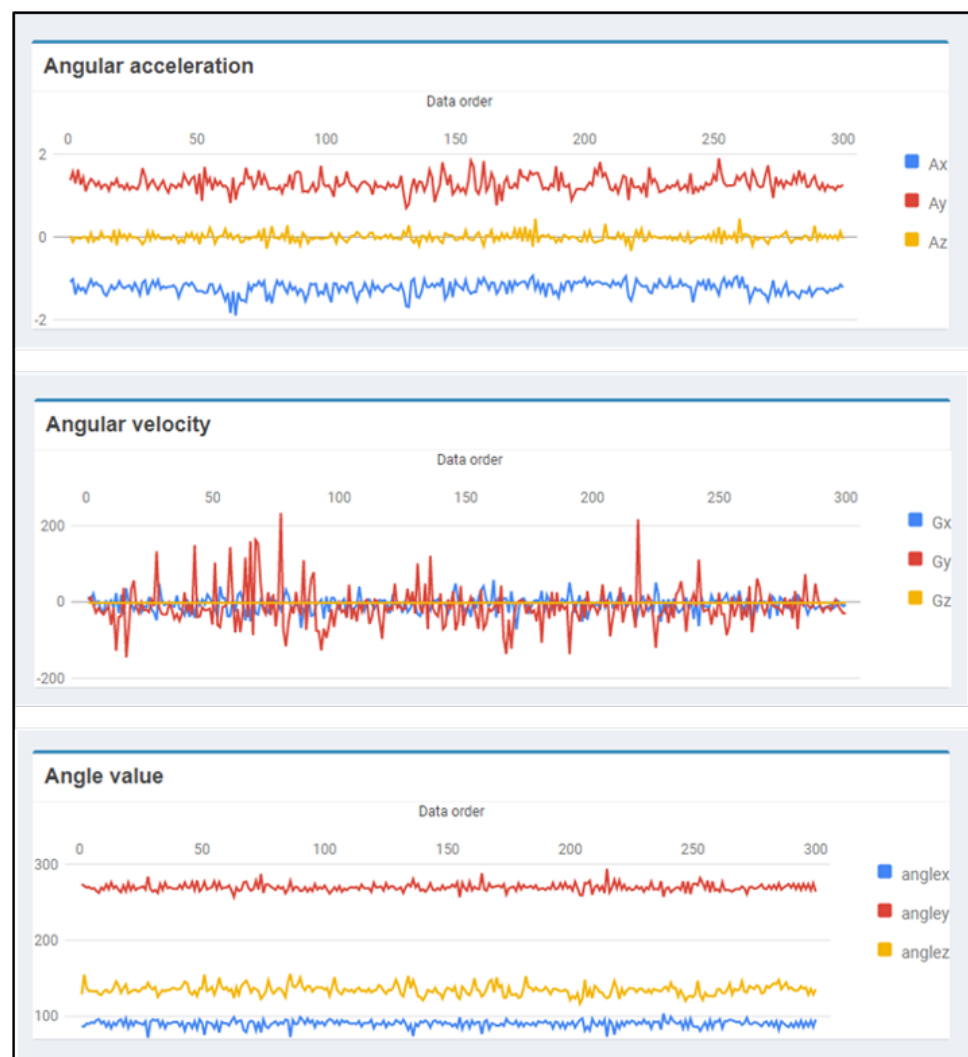 Angular acceleration
Data order
0 50 100 150 200 250 300
2
0
-2
Ax
Ay
Az
Angular velocity
Data order
0 50 100 150 200 250 300
200
0
-200
Gx
Gy
Gz
Angle value
Data order
0 50 100 150 200 250 300
300
200
100
anglex
angley
anglez